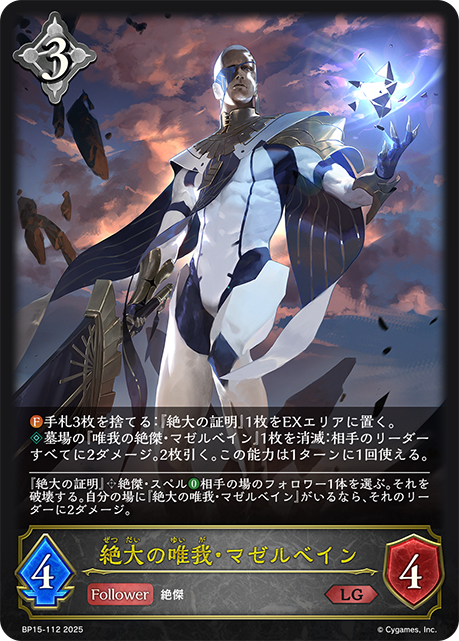 3
Ⓕ手札3枚を捨てる:『絶大の証明』1枚をEXエリアに置く。
墓場の『唯我の絶傑・マゼルベイン』1枚を消滅:相手のリーダー
すべてに2ダメージ。2枚引く。この能力は1ターンに1回使える。
『絶大の証明』÷絶傑・スペル⓪相手の場のフォロワー1体を選ぶ。それを
破壊する。自分の場に『絶大の唯我・マゼルベイン』がいるなら、それのリー
ダーに2ダメージ。
ぜつ だい ゆい が
絶大の唯我・マゼルベイン
4
Follower 絶傑
LG
4
BP15-112 2025
© Cygames, Inc.